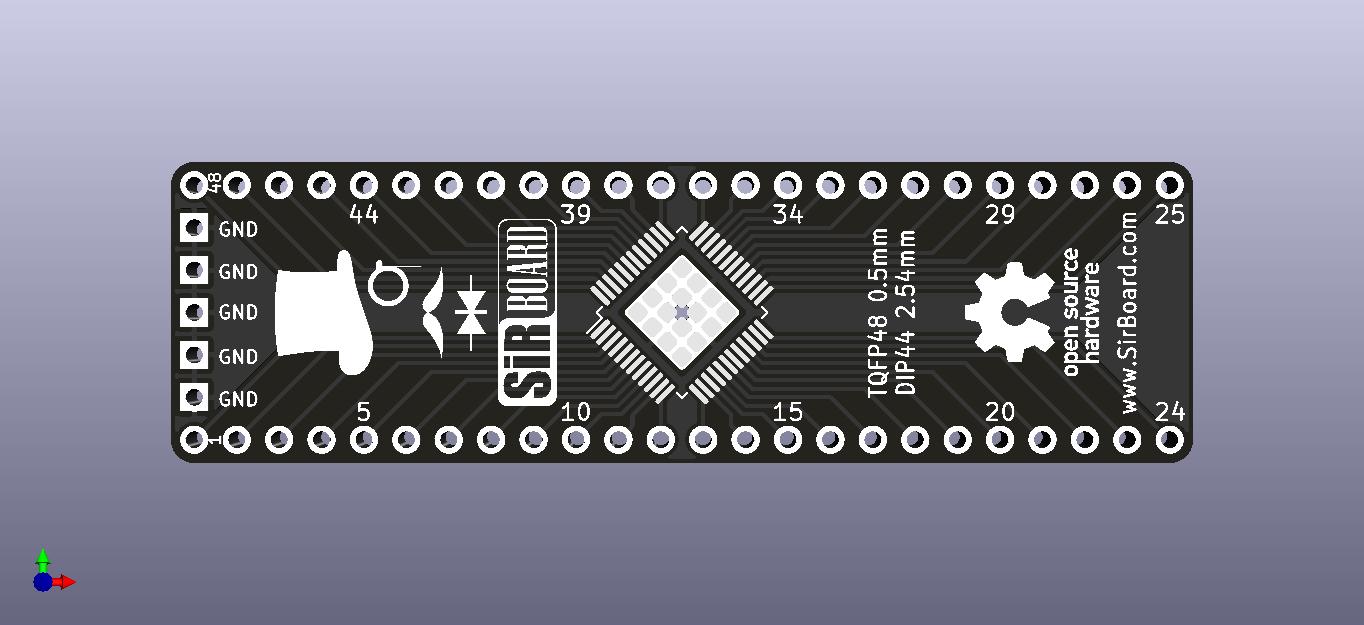 48
44
39
34
29
25
GND
GND
GND
GND
GND
SiR BOARD
TQFP48 0.5mm
DIP44 2.54mm
open source
hardware
www.SirBoard.com
1
5
10
15
20
24